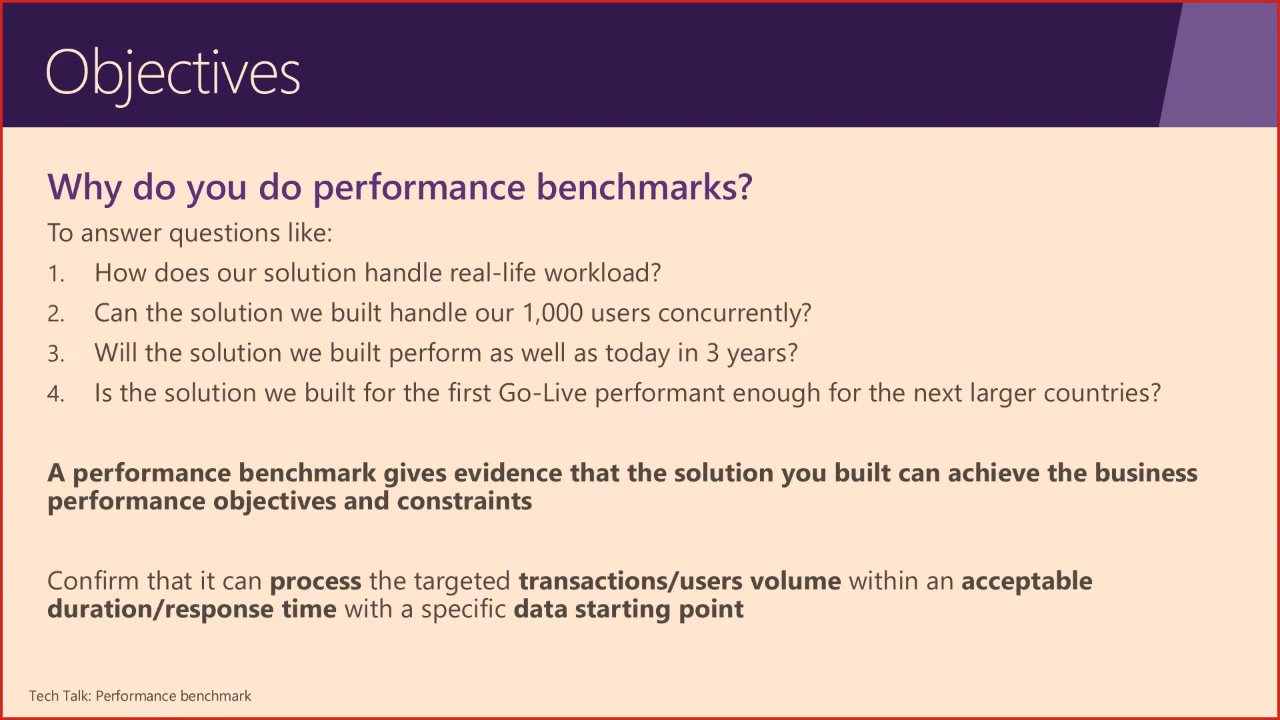 Objectives
Why do you do performance benchmarks?
To answer questions like:
1. How does our solution handle real-life workload?
2. Can the solution we built handle our 1,000 users concurrently?
3. Will the solution we built perform as well as today in 3 years?
4. Is the solution we built for the first Go-Live performant enough for the next larger countries?
A performance benchmark gives evidence that the solution you built can achieve the business
performance objectives and constraints
Confirm that it can process the targeted transactions/users volume within an acceptable
duration/response time with a specific data starting point
Tech Talk: Performance benchmark